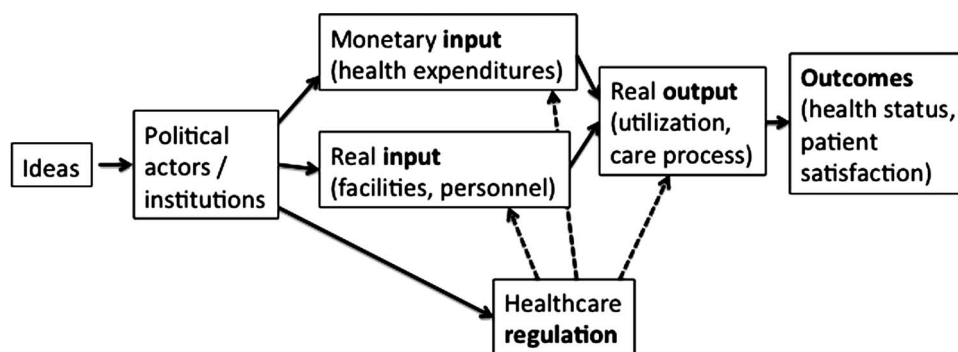 Ideas
Political
actors /
institutions
Monetary input
(health expenditures)
Real input
(facilities, personnel)
Healthcare
regulation
Real output
(utilization,
care process)
Outcomes
(health status,
patient
satisfaction)